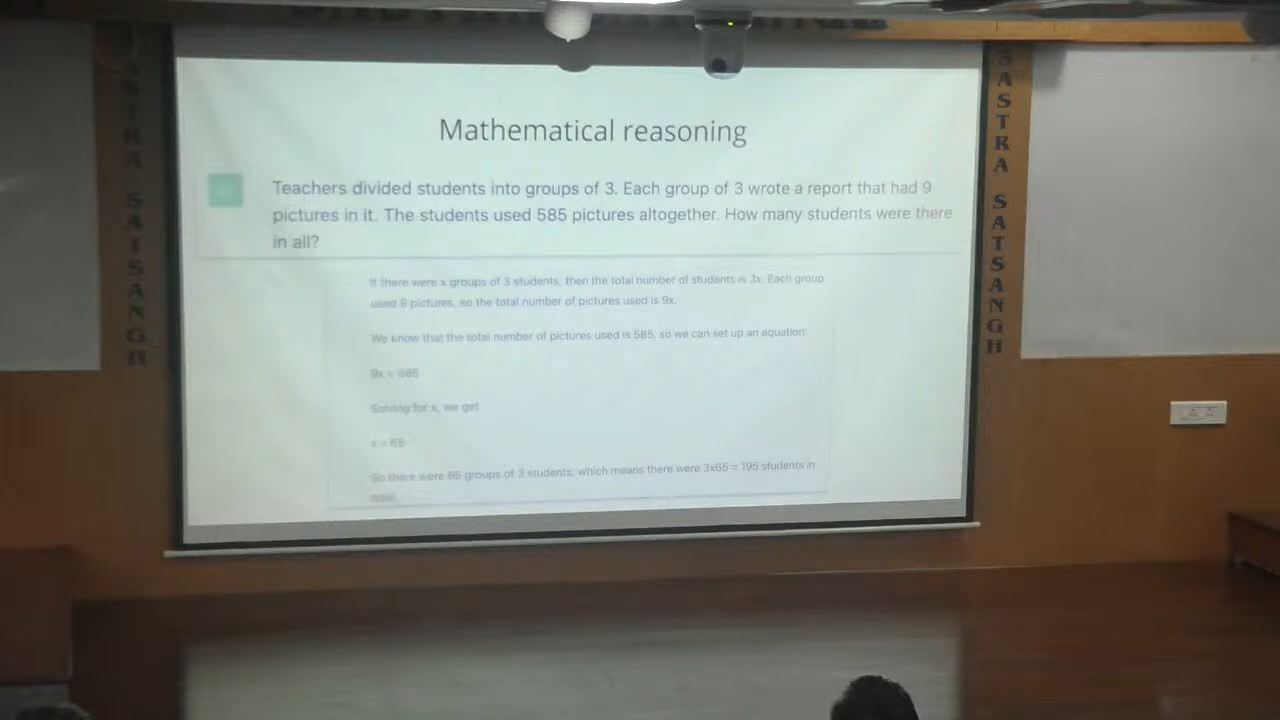 Mathematical reasoning
Teachers divided students into groups of 3. Each group of 3 wrote a report that had 9
pictures in it. The students used 585 pictures altogether. How many students were there
in all?
If there were x groups of 3 students, then the total number of students is 3x. Each group
used 9 pictures, so the total number of pictures used is 9x.
We know that the total number of pictures used is 585, so we can set up an equation:
9x = 585
Solving for x, we get
x = 65
So there were 65 groups of 3 students, which means there were 3x65 = 195 students in
SASTRA SATSANGH
SASTRA SATSANGH